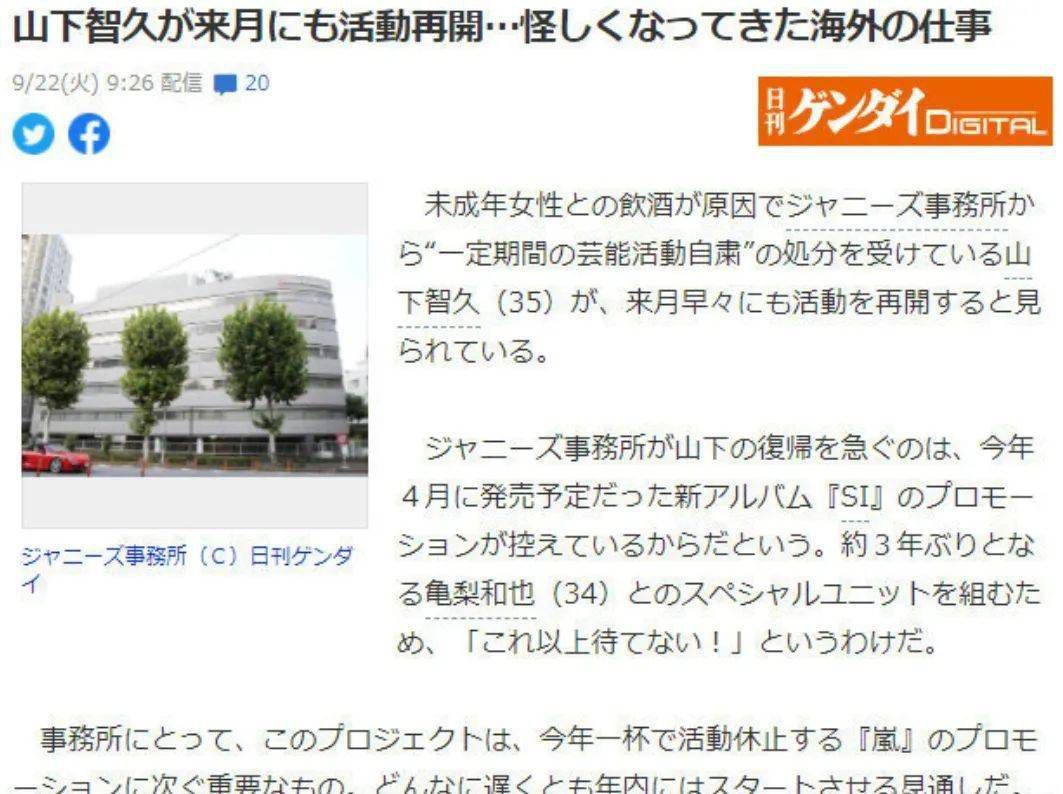 山下智久が来月にも活動再開…怪しくなってきた海外の仕事
9/22(火) 9:26 配信 20
日刊ゲンダイDIGITAL
未成年女性との飲酒が原因でジャニーズ事務所か
ら“一定期間の芸能活動自粛”の処分を受けている山
下智久（35）が、来月早々にも活動を再開すると見
られている。
ジャニーズ事務所が山下の復帰を急ぐのは、今年
４月に発売予定だった新アルバム『SI』のプロモー
ションが控えているからだという。約３年ぶりとな
る亀梨和也（34）とのスペシャルユニットを組むた
め、「これ以上待てない！」というわけだ。
ジャニーズ事務所（Ｃ）日刊ゲンダ
イ
事務所にとって、このプロジェクトは、今年一杯で活動休止する『嵐』のプロモ
ーションに次ぐ重要なもの。どんなに遅くとも年内にはスタートさせる見通しだ。